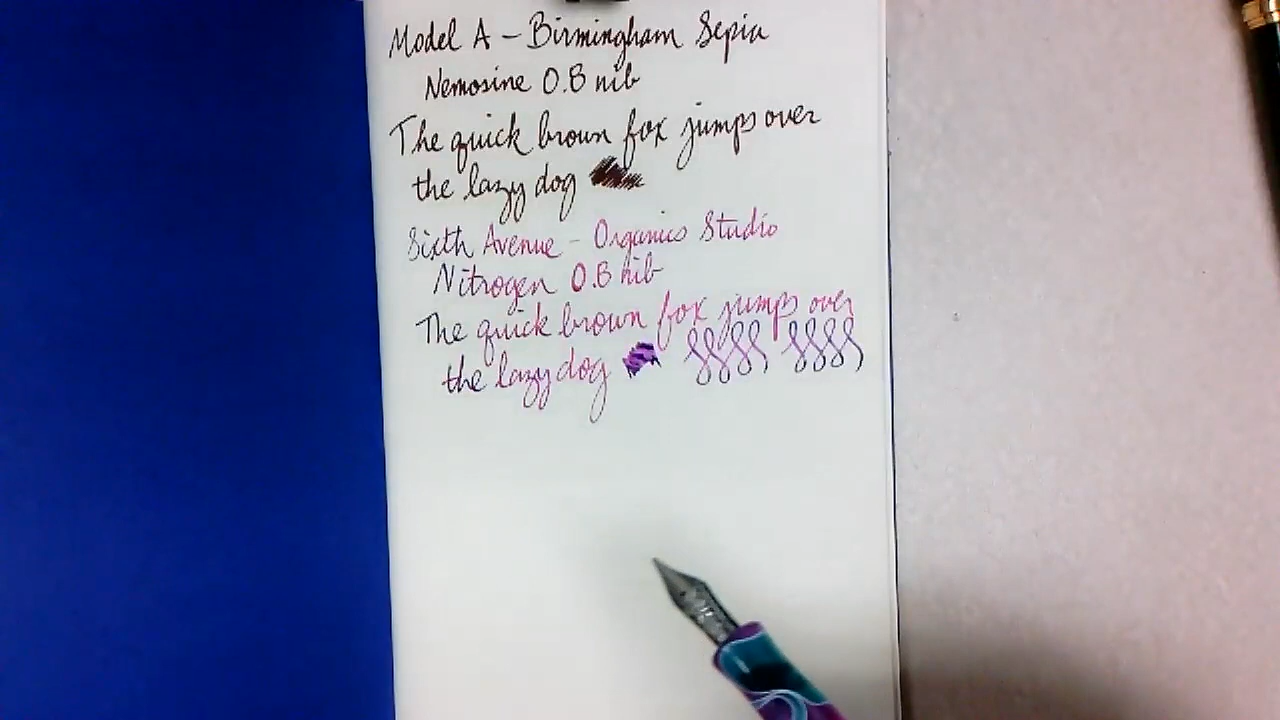 Model A - Birmingham Sepia
Nemosine 0.8 nib
The quick brown fox jumps over
the lazy dog
Sixth Avenue - Organics Studio
Nitrogen 0.8 nib
The quick brown fox jumps over
the lazy dog